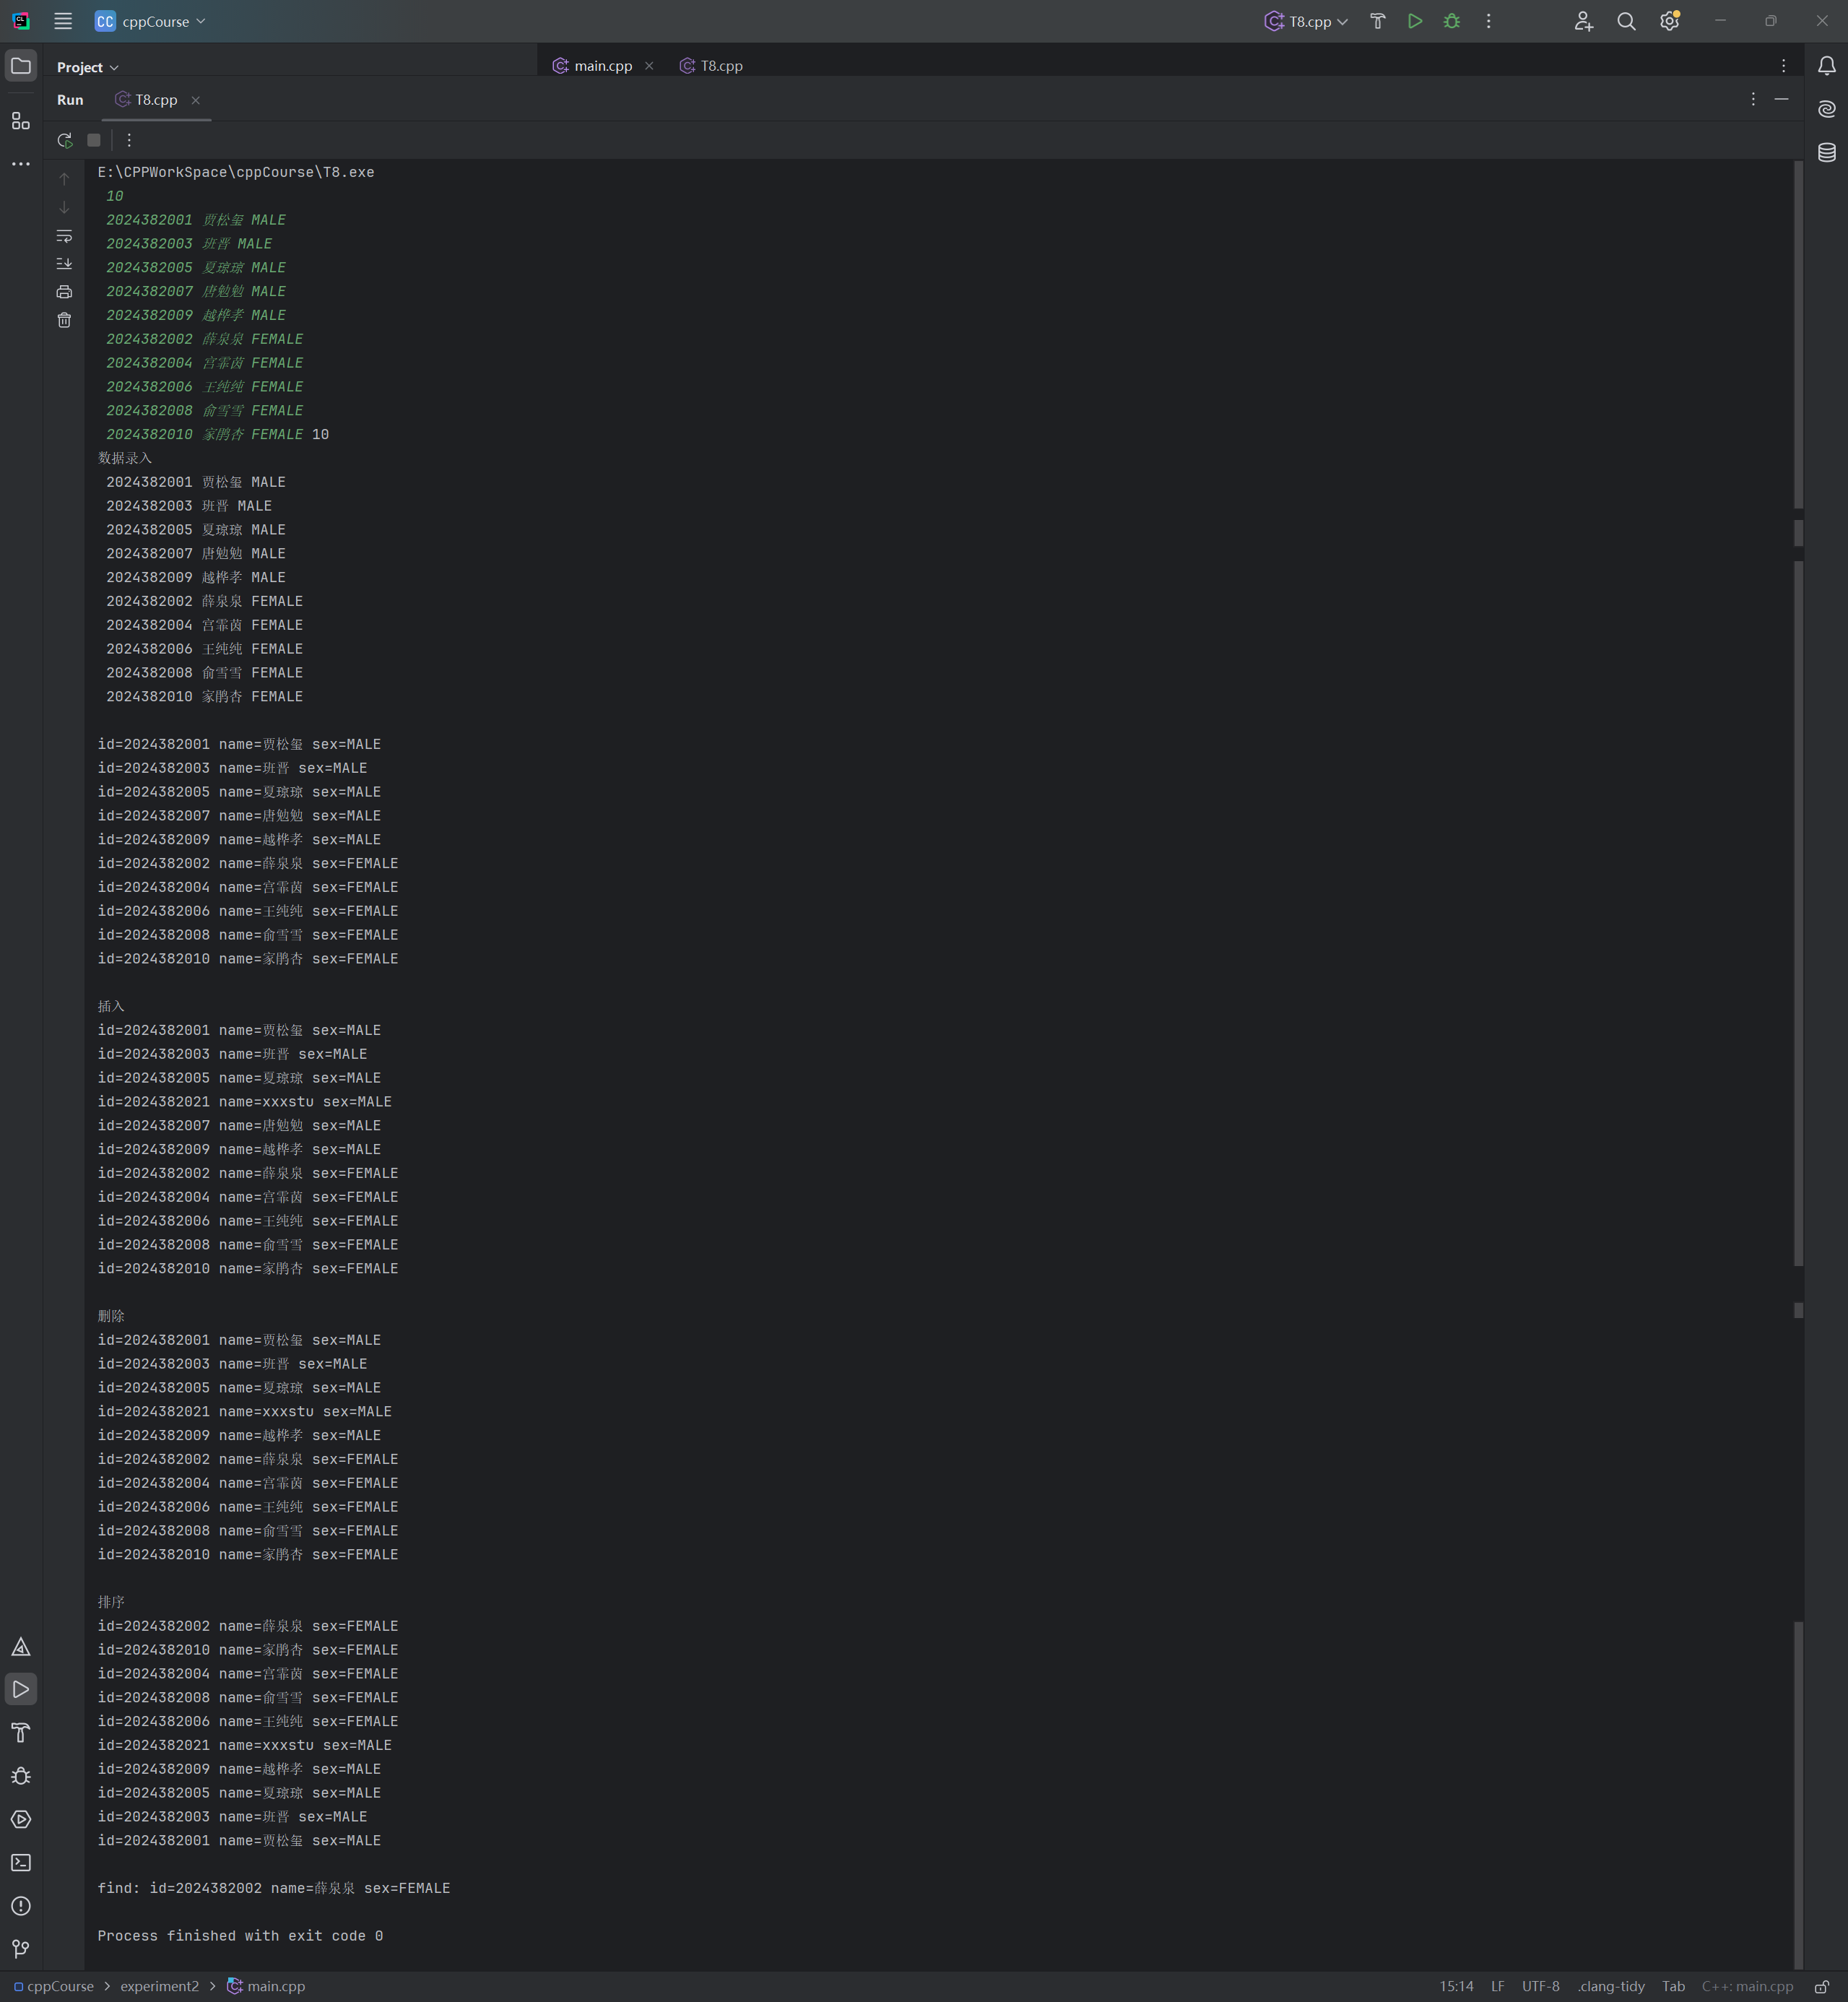 CC cppCourse T8.cpp
Project main.cpp T8.cpp
Run T8.cpp
E:\CPPWorkSpace\cppCourse\T8.exe
10
2024382001 贾松玺 MALE
2024382003 班晋 MALE
2024382005 夏琼琼 MALE
2024382007 唐勉勉 MALE
2024382009 越桦孝 MALE
2024382002 薛泉泉 FEMALE
2024382004 宫霏茵 FEMALE
2024382006 王纯纯 FEMALE
2024382008 俞雪雪 FEMALE
2024382010 家鹃杏 FEMALE 10
数据录入
2024382001 贾松玺 MALE
2024382003 班晋 MALE
2024382005 夏琼琼 MALE
2024382007 唐勉勉 MALE
2024382009 越桦孝 MALE
2024382002 薛泉泉 FEMALE
2024382004 宫霏茵 FEMALE
2024382006 王纯纯 FEMALE
2024382008 俞雪雪 FEMALE
2024382010 家鹃杏 FEMALE
id=2024382001 name=贾松玺 sex=MALE
id=2024382003 name=班晋 sex=MALE
id=2024382005 name=夏琼琼 sex=MALE
id=2024382007 name=唐勉勉 sex=MALE
id=2024382009 name=越桦孝 sex=MALE
id=2024382002 name=薛泉泉 sex=FEMALE
id=2024382004 name=宫霏茵 sex=FEMALE
id=2024382006 name=王纯纯 sex=FEMALE
id=2024382008 name=俞雪雪 sex=FEMALE
id=2024382010 name=家鹃杏 sex=FEMALE
插入
id=2024382001 name=贾松玺 sex=MALE
id=2024382003 name=班晋 sex=MALE
id=2024382005 name=夏琼琼 sex=MALE
id=2024382021 name=xxxstu sex=MALE
id=2024382007 name=唐勉勉 sex=MALE
id=2024382009 name=越桦孝 sex=MALE
id=2024382002 name=薛泉泉 sex=FEMALE
id=2024382004 name=宫霏茵 sex=FEMALE
id=2024382006 name=王纯纯 sex=FEMALE
id=2024382008 name=俞雪雪 sex=FEMALE
id=2024382010 name=家鹃杏 sex=FEMALE
删除
id=2024382001 name=贾松玺 sex=MALE
id=2024382003 name=班晋 sex=MALE
id=2024382005 name=夏琼琼 sex=MALE
id=2024382021 name=xxxstu sex=MALE
id=2024382009 name=越桦孝 sex=MALE
id=2024382002 name=薛泉泉 sex=FEMALE
id=2024382004 name=宫霏茵 sex=FEMALE
id=2024382006 name=王纯纯 sex=FEMALE
id=2024382008 name=俞雪雪 sex=FEMALE
id=2024382010 name=家鹃杏 sex=FEMALE
排序
id=2024382002 name=薛泉泉 sex=FEMALE
id=2024382010 name=家鹃杏 sex=FEMALE
id=2024382004 name=宫霏茵 sex=FEMALE
id=2024382008 name=俞雪雪 sex=FEMALE
id=2024382006 name=王纯纯 sex=FEMALE
id=2024382021 name=xxxstu sex=MALE
id=2024382009 name=越桦孝 sex=MALE
id=2024382005 name=夏琼琼 sex=MALE
id=2024382003 name=班晋 sex=MALE
id=2024382001 name=贾松玺 sex=MALE
find: id=2024382002 name=薛泉泉 sex=FEMALE
Process finished with exit code 0
cppCourse > experiment2 > main.cpp 15:14 LF UTF-8 .clang-tidy Tab C++: main.cpp